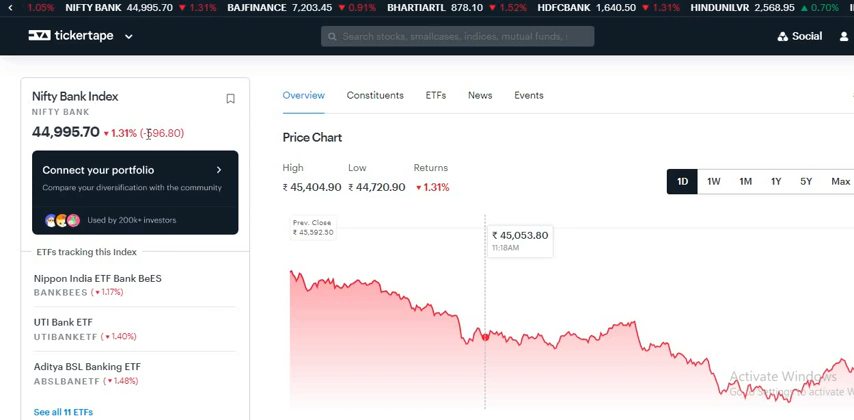 1.05% NIFTY BANK 44,995.70 ▼ 1.31% BAJFINANCE 7,203.45 ▼ 0.91% BHARTIARTL 878.10 ▼ 1.52% HDFCBANK 1,640.50 ▼ 1.31% HINDUNILVR 2,568.95 ▲ 0.70%
tickertape
Search stocks, smallcases, indices, mutual funds,
Social
Nifty Bank Index
NIFTY BANK
44,995.70 ▼ 1.31% (-596.80)
Connect your portfolio
Compare your diversification with the community
Used by 200k+ investors
ETFs tracking this Index
Nippon India ETF Bank BeES
BANKBEES (▼1.17%)
UTI Bank ETF
UTIBANKETF (▼1.40%)
Aditya BSL Banking ETF
ABSLBANETF (▼1.48%)
See all 11 ETFs
Overview Constituents ETFs News Events
Price Chart
High Low Returns
₹ 45,404.90 ₹ 44,720.90 ▼ 1.31%
1D 1W 1M 1Y 5Y Max
Prev. Close
₹ 45,592.50
₹ 45,053.80
11:18AM
Activate Windows
Go to Settings to activate W